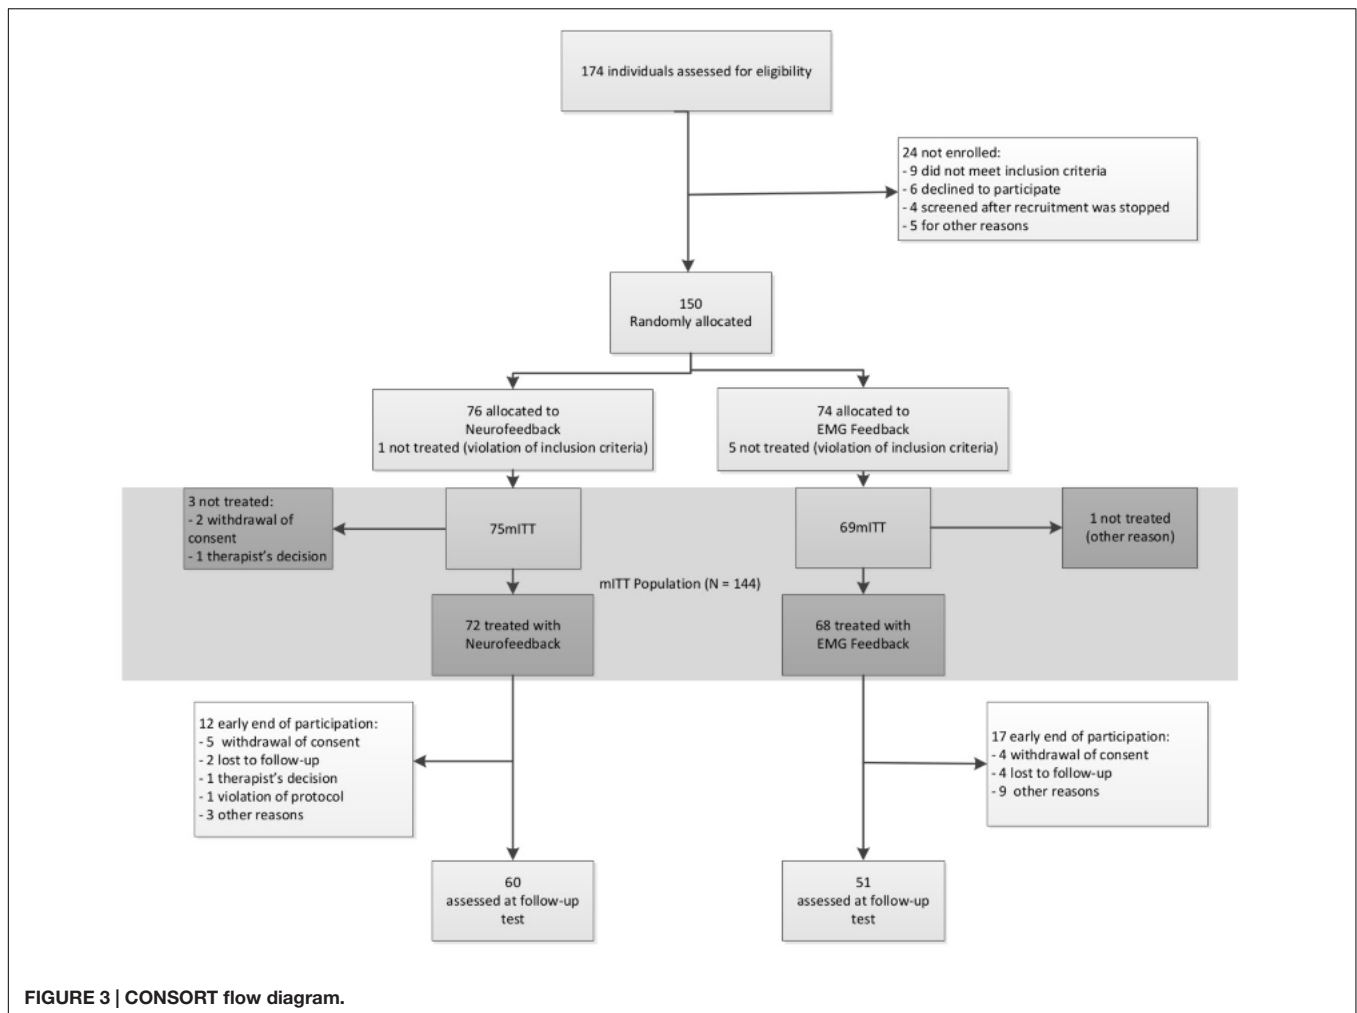 174 individuals assessed for eligibility
24 not enrolled:
- 9 did not meet inclusion criteria
- 6 declined to participate
- 4 screened after recruitment was stopped
- 5 for other reasons
150
Randomly allocated
76 allocated to
Neurofeedback
1 not treated (violation of inclusion criteria)
74 allocated to
EMG Feedback
5 not treated (violation of inclusion criteria)
3 not treated:
- 2 withdrawal of
consent
- 1 therapist's decision
75mITT
69mITT
1 not treated
(other reason)
mITT Population (N = 144)
72 treated with
Neurofeedback
68 treated with
EMG Feedback
12 early end of participation:
- 5 withdrawal of consent
- 2 lost to follow-up
- 1 therapist's decision
- 1 violation of protocol
- 3 other reasons
17 early end of participation:
- 4 withdrawal of consent
- 4 lost to follow-up
- 9 other reasons
60
assessed at follow-up
test
51
assessed at follow-up
test
FIGURE 3 | CONSORT flow diagram.